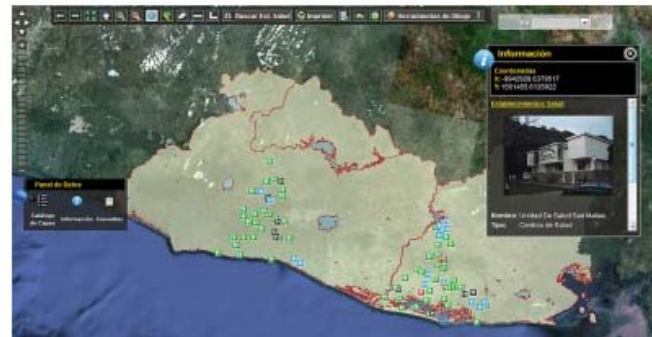 Buscar Est. Salud
Imprimir
Herramientas de Dibujo
Información
Coordenadas
Establecimientos Salud
Nombre: Unidad De Salud San Matias
Tipo: Centros de Salud
Panel de Datos
Catálogo de Capas
Información
Consultas